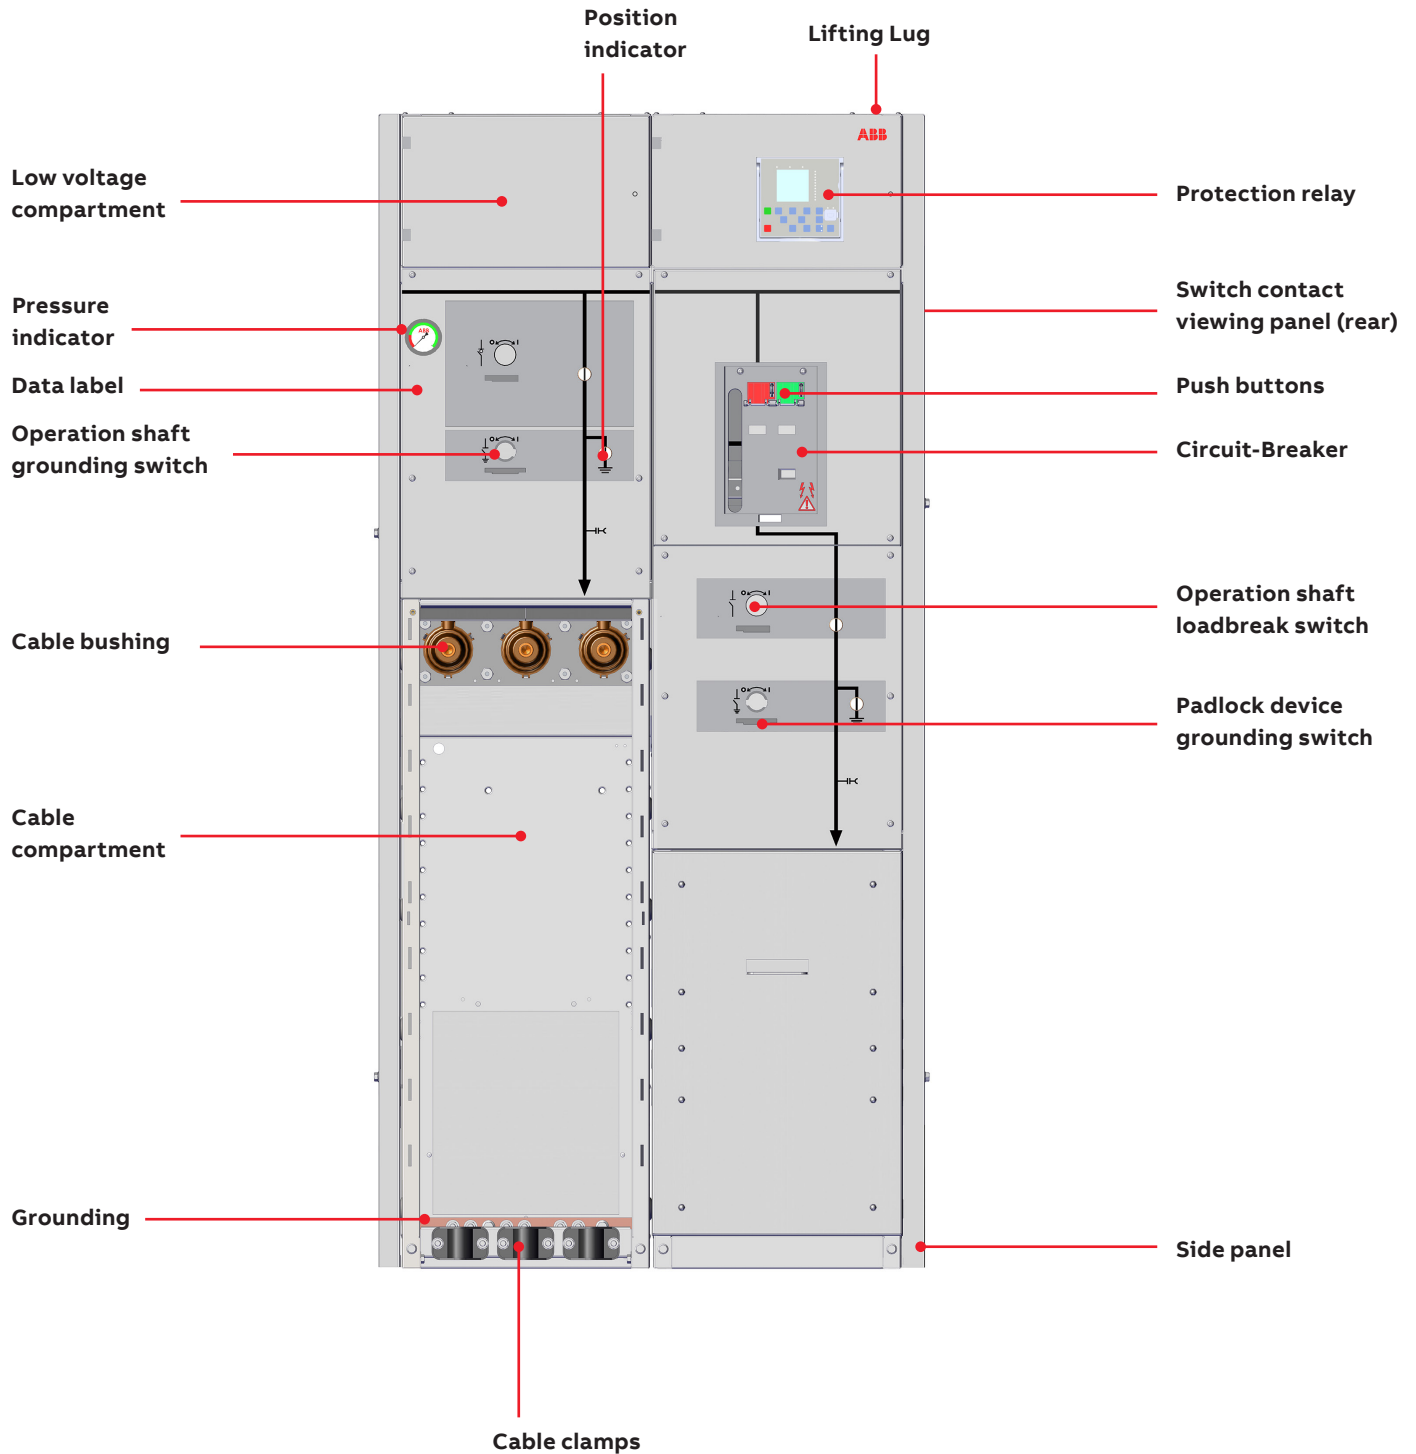 Position
indicator
Lifting Lug
ABB
Low voltage
compartment
Protection relay
Switch contact
viewing panel (rear)
Pressure
indicator
ABB
Data label
Push buttons
Operation shaft
grounding switch
Circuit-Breaker
Operation shaft
loadbreak switch
Cable bushing
Padlock device
grounding switch
Cable
compartment
Grounding
Side panel
Cable clamps